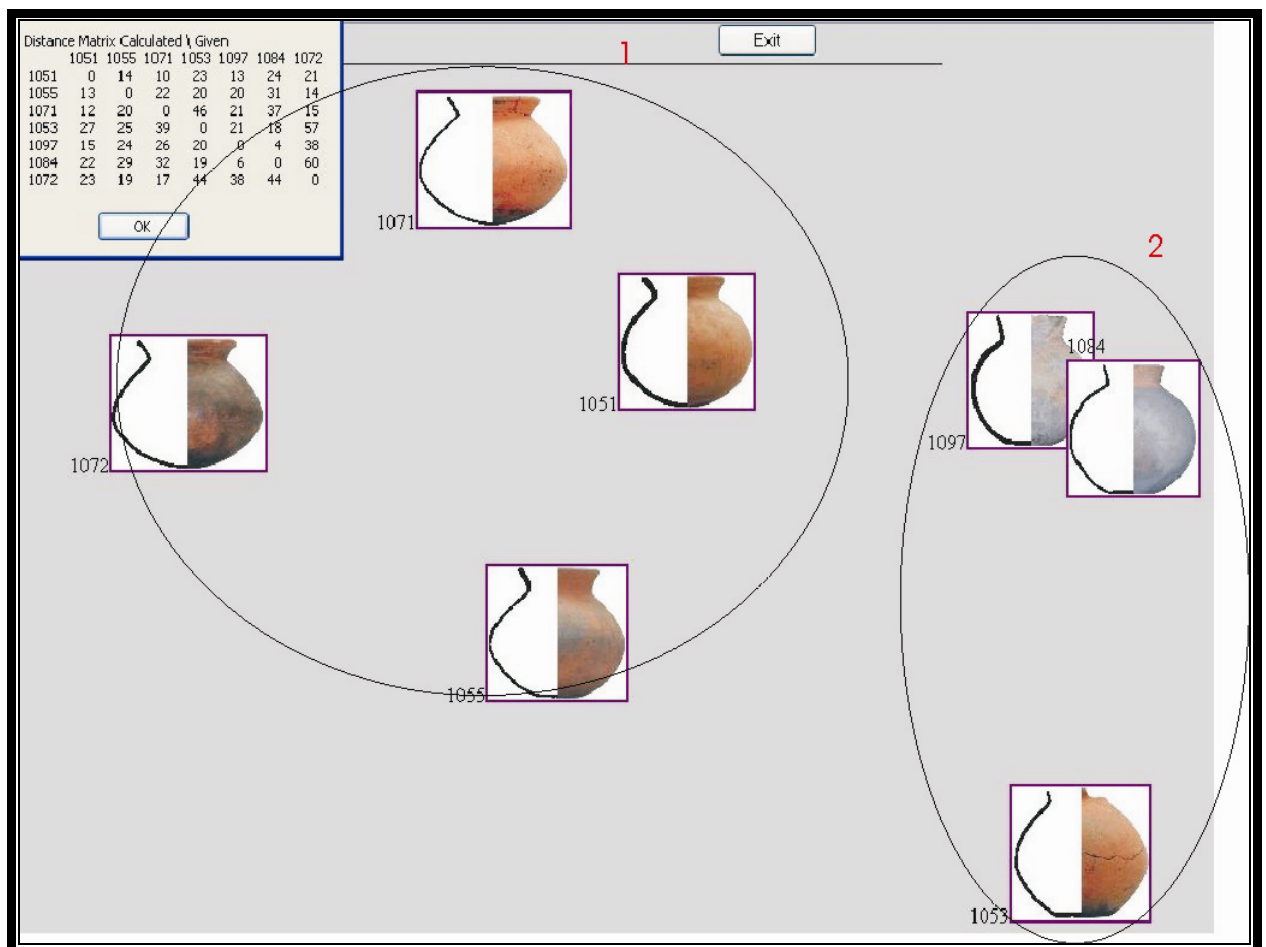 Distance Matrix Calculated \ Given
1051 1055 1071 1053 1097 1084 1072
1051 0 14 10 23 13 24 21
1055 13 0 22 20 20 31 14
1071 12 20 0 46 21 37 15
1053 27 25 39 0 21 18 57
1097 15 24 26 20 0 4 38
1084 22 29 32 19 6 0 60
1072 23 19 17 44 38 44 0
OK
1
Exit
1071
2
1051
1084
1097
1072
1055
1053